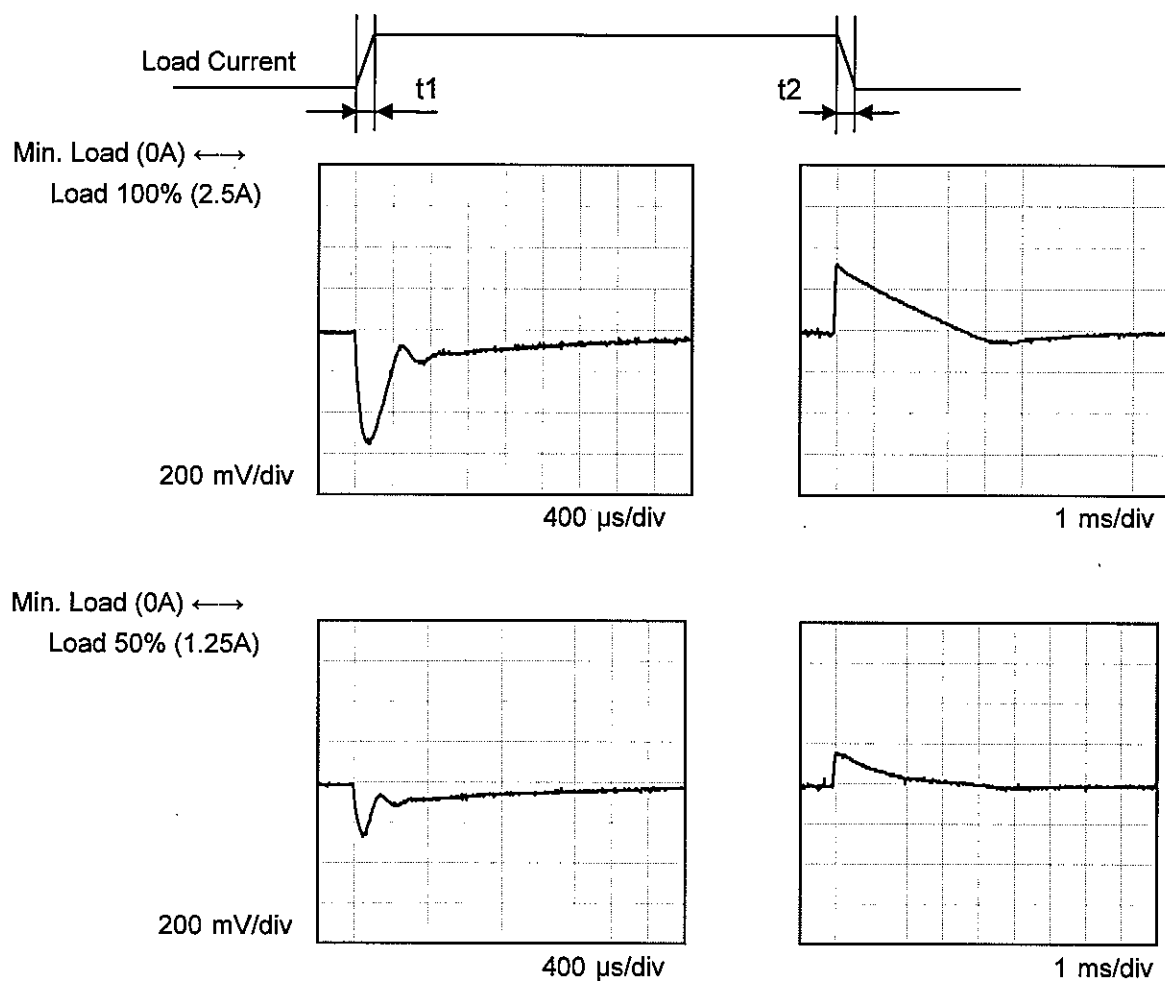 Load Current
t1
t2
Min. Load (0A) ←→
Load 100% (2.5A)
200 mV/div
400 µs/div
1 ms/div
Min. Load (0A) ←→
Load 50% (1.25A)
200 mV/div
400 µs/div
1 ms/div